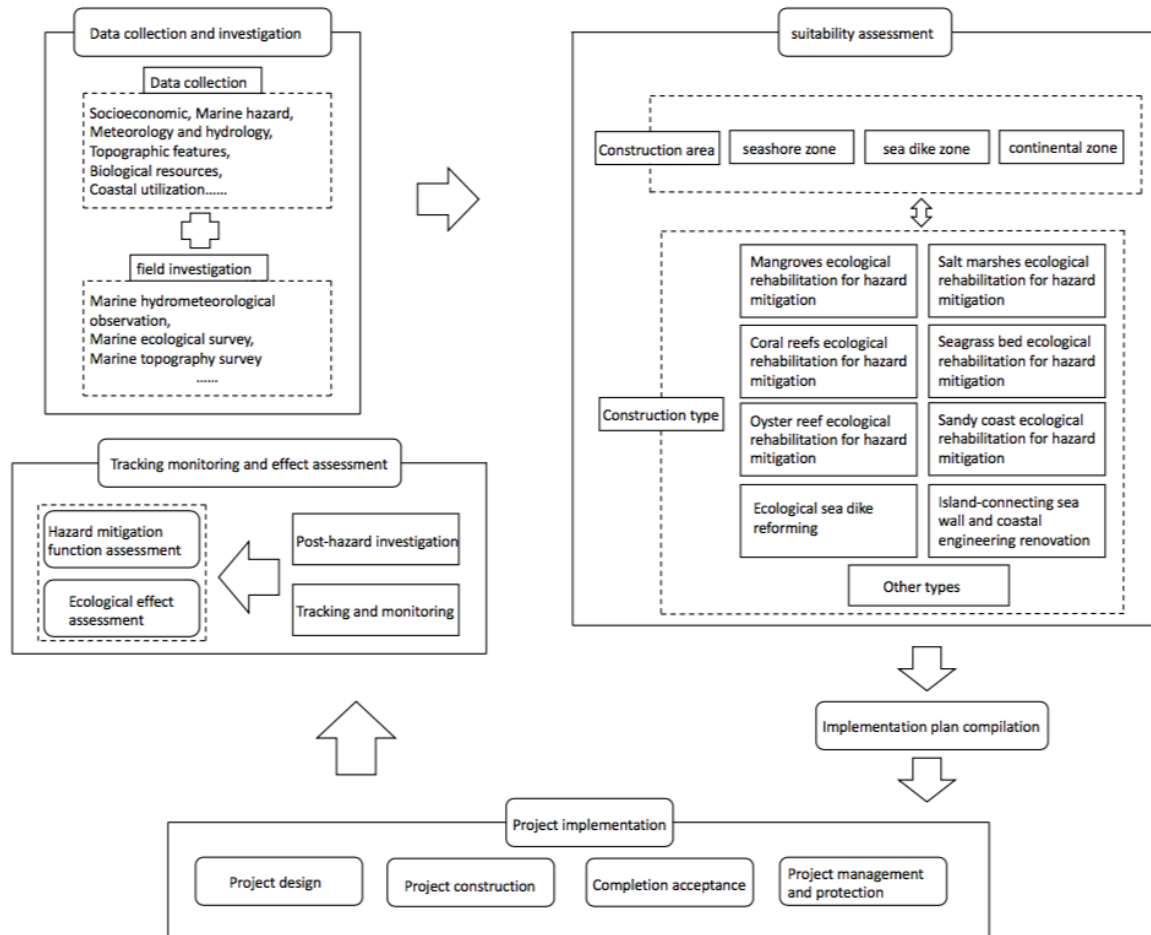 Data collection and investigation
Data collection
Socioeconomic, Marine hazard,
Meteorology and hydrology,
Topographic features,
Biological resources,
Coastal utilization......
field investigation
Marine hydrometeorological
observation,
Marine ecological survey,
Marine topography survey
......
suitability assessment
Construction area
seashore zone
sea dike zone
continental zone
Construction type
Mangroves ecological
rehabilitation for hazard
mitigation
Salt marshes ecological
rehabilitation for hazard
mitigation
Coral reefs ecological
rehabilitation for hazard
mitigation
Seagrass bed ecological
rehabilitation for hazard
mitigation
Oyster reef ecological
rehabilitation for hazard
mitigation
Sandy coast ecological
rehabilitation for hazard
mitigation
Ecological sea dike
reforming
Island-connecting sea
wall and coastal
engineering renovation
Other types
Implementation plan compilation
Project implementation
Project design
Project construction
Completion acceptance
Project management
and protection
Tracking monitoring and effect assessment
Hazard mitigation
function assessment
Ecological effect
assessment
Post-hazard investigation
Tracking and monitoring